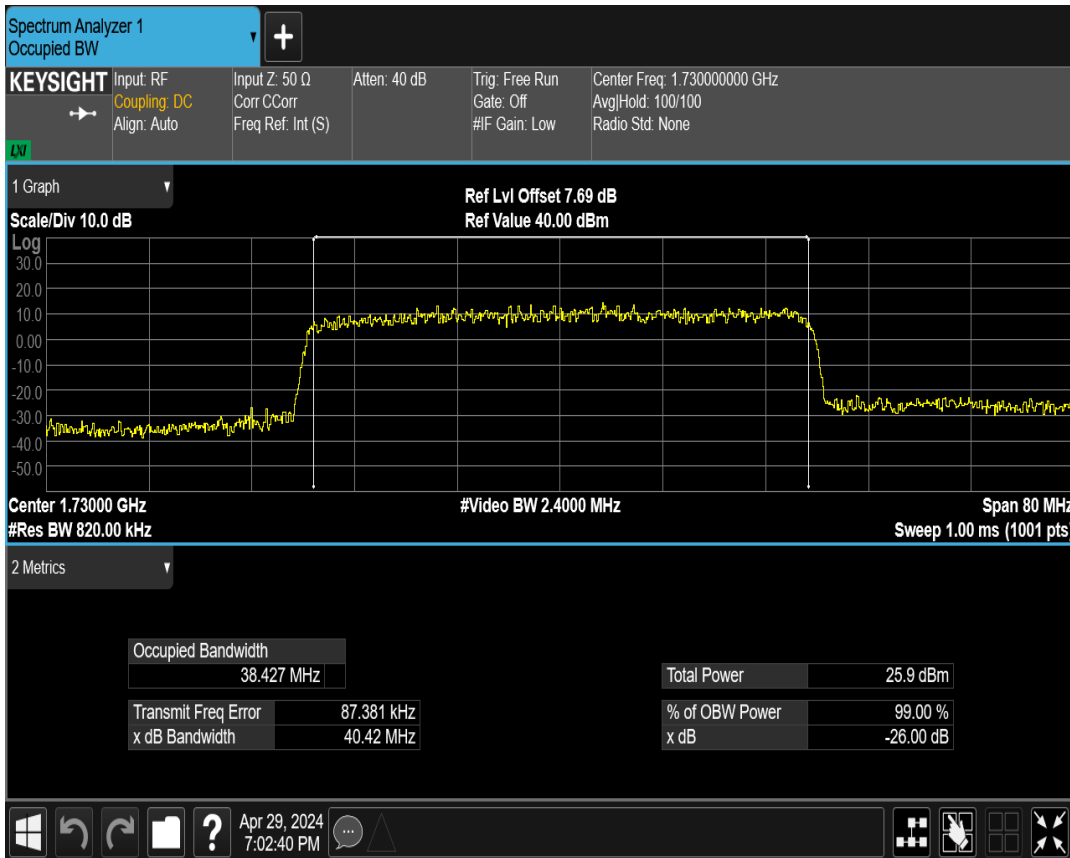 Spectrum Analyzer 1
Occupied BW
KEYSIGHT
LXI
Input: RF
Coupling: DC
Align: Auto
Input Z: 50 Ω
Corr CCorr
Freq Ref: Int (S)
Atten: 40 dB
Trig: Free Run
Gate: Off
#IF Gain: Low
Center Freq: 1.730000000 GHz
Avg|Hold: 100/100
Radio Std: None
1 Graph
Scale/Div 10.0 dB
Ref Lvl Offset 7.69 dB
Ref Value 40.00 dBm
Log
30.0
20.0
10.0
0.00
-10.0
-20.0
-30.0
-40.0
-50.0
Center 1.73000 GHz
#Video BW 2.4000 MHz
Span 80 MHz
#Res BW 820.00 kHz
Sweep 1.00 ms (1001 pts)
2 Metrics
Occupied Bandwidth
38.427 MHz
Transmit Freq Error 87.381 kHz
x dB Bandwidth 40.42 MHz
Total Power 25.9 dBm
% of OBW Power 99.00 %
x dB -26.00 dB
Apr 29, 2024
7:02:40 PM